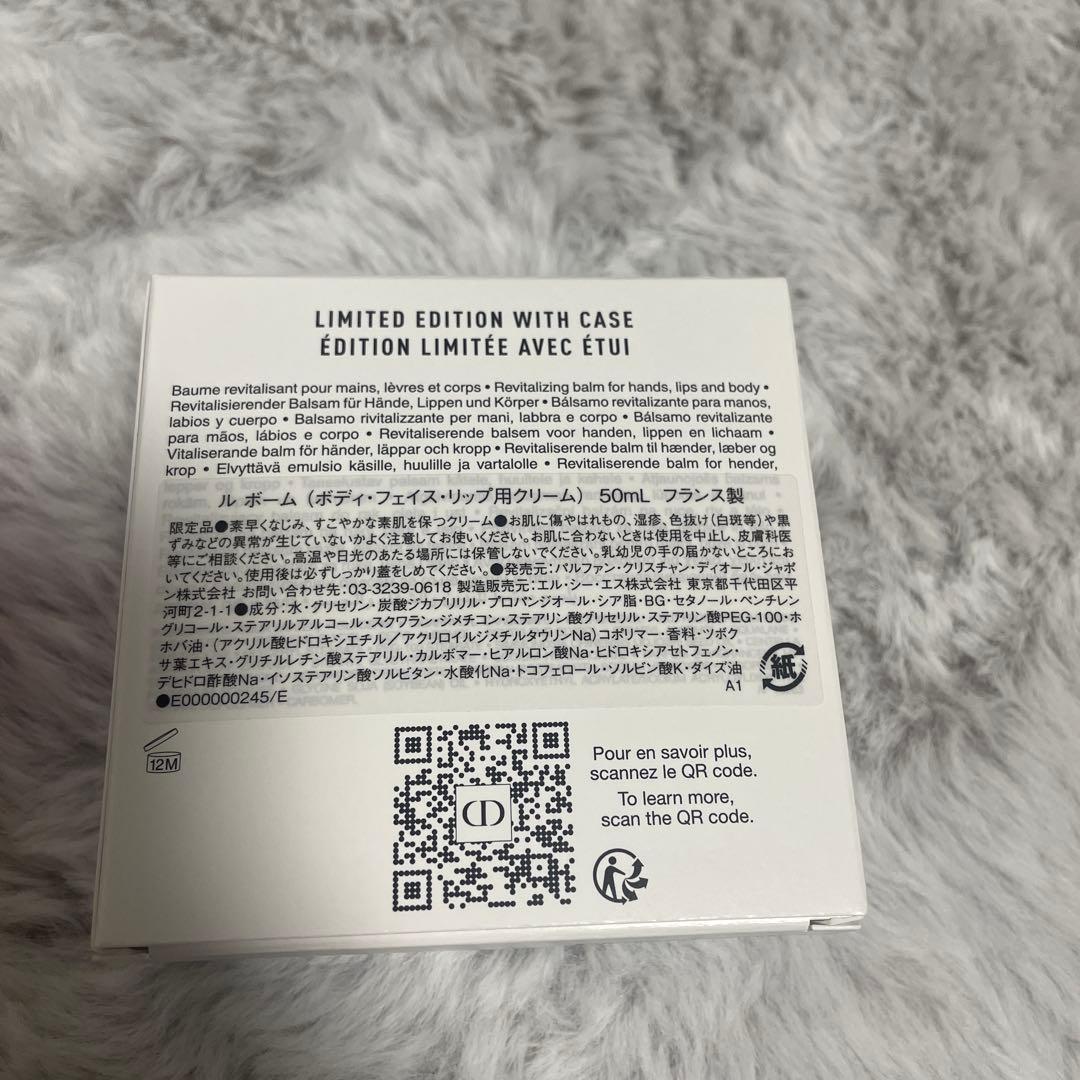 LIMITED EDITION WITH CASE
ÉDITION LIMITÉE AVEC ÉTUI
Baume revitalisant pour mains, lèvres et corps • Revitalizing balm for hands, lips and body •
Revitalisierender Balsam für Hände, Lippen und Körper • Bálsamo revitalizante para manos,
labios y cuerpo • Balsamo rivitalizzante per mani, labbra e corpo • Bálsamo revitalizante
para mãos, lábios e corpo • Revitaliserende balsem voor handen, lippen en lichaam •
Vitaliserande balm för händer, läppar och kropp • Revitaliserende balm til hænder, læber og
krop • Elvyttävä emulsio käsille, huulille ja vartalolle • Revitaliserende balm for hender,
ル ボーム（ボディ・フェイス・リップ用クリーム） 50mL フランス製
限定品●素早くなじみ、すこやかな素肌を保つクリーム●お肌に傷やはれもの、湿疹、色抜け（白斑等）や黒
ずみなどの異常が生じていないかよく注意してお使いください。お肌に合わないときは使用を中止し、皮膚科医
等にご相談ください。高温や日光のあたる場所には保管しないでください。乳幼児の手の届かないところにお
いてください。使用後は必ずしっかり蓋をしめてください。●発売元：パルファン・クリスチャン・ディオール・ジャポ
ン株会社 お問い合わせ先：03-3239-0618 製造販売元：エル・シー・エス株式会社 東京都千代田区平
河町2-1-1●成分：水・グリセリン・炭酸ジカプリリル・プロパンジオール・シア脂・BG・セタノール・ペンチレン
グリコール・ステアリルアルコール・スクワラン・ジメチコン・ステアリン酸グリセリル・ステアリン酸PEG-100・ホ
ホバ油・（アクリル酸ヒドロキシエチル／アクリロイルジメチルタウリンNa）コポリマー・香料・ツボク
サ葉エキス・グリチルレチン酸ステアリル・カルボマー・ヒアルロン酸Na・ヒドロキシアセトフェノン・
デヒドロ酢酸Na・イソステアリン酸ソルビタン・水酸化Na・トコフェロール・ソルビン酸K・ダイズ油
●E000000245/E
A1
紙
12M
CD
Pour en savoir plus,
scannez le QR code.
To learn more,
scan the QR code.